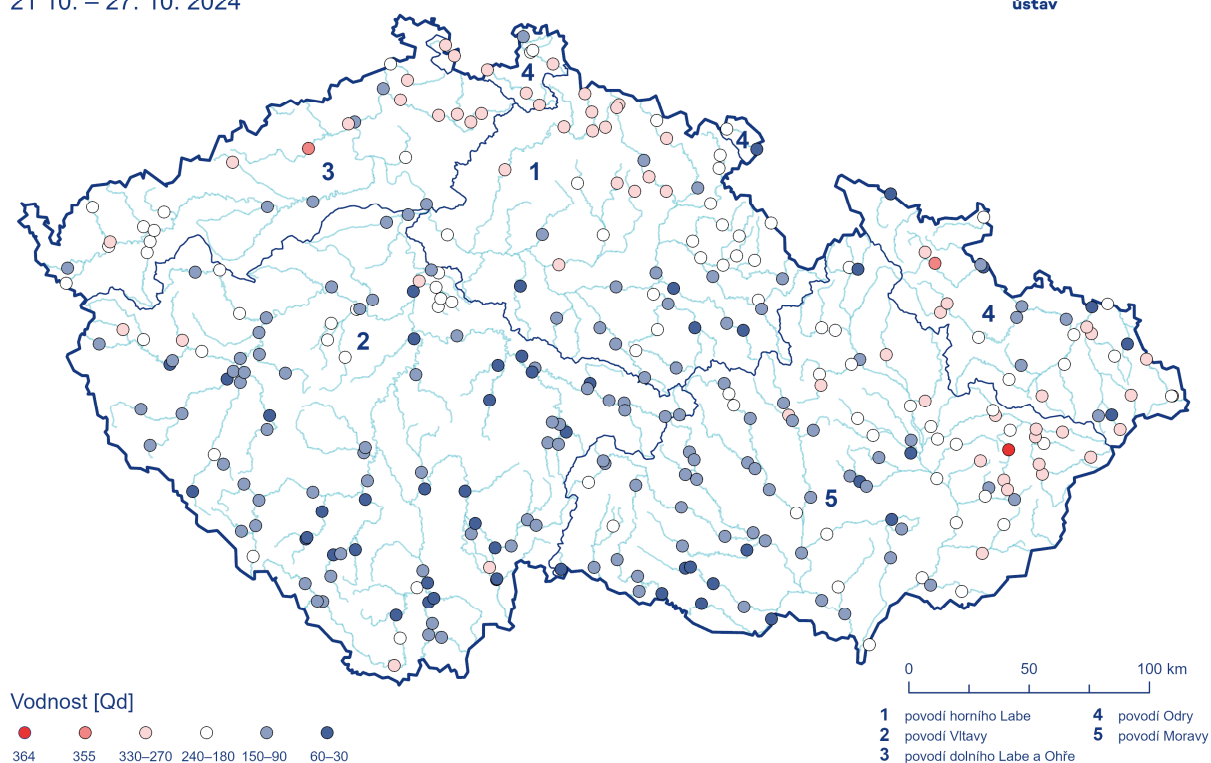 21 10. – 27. 10. 2024
ústav
4
4
3
1
4
2
5
0 50 100 km
Vodnost [Qd]
364 355 330–270 240–180 150–90 60–30
1 povodí horního Labe
2 povodí Vltavy
3 povodí dolního Labe a Ohře
4 povodí Odry
5 povodí Moravy